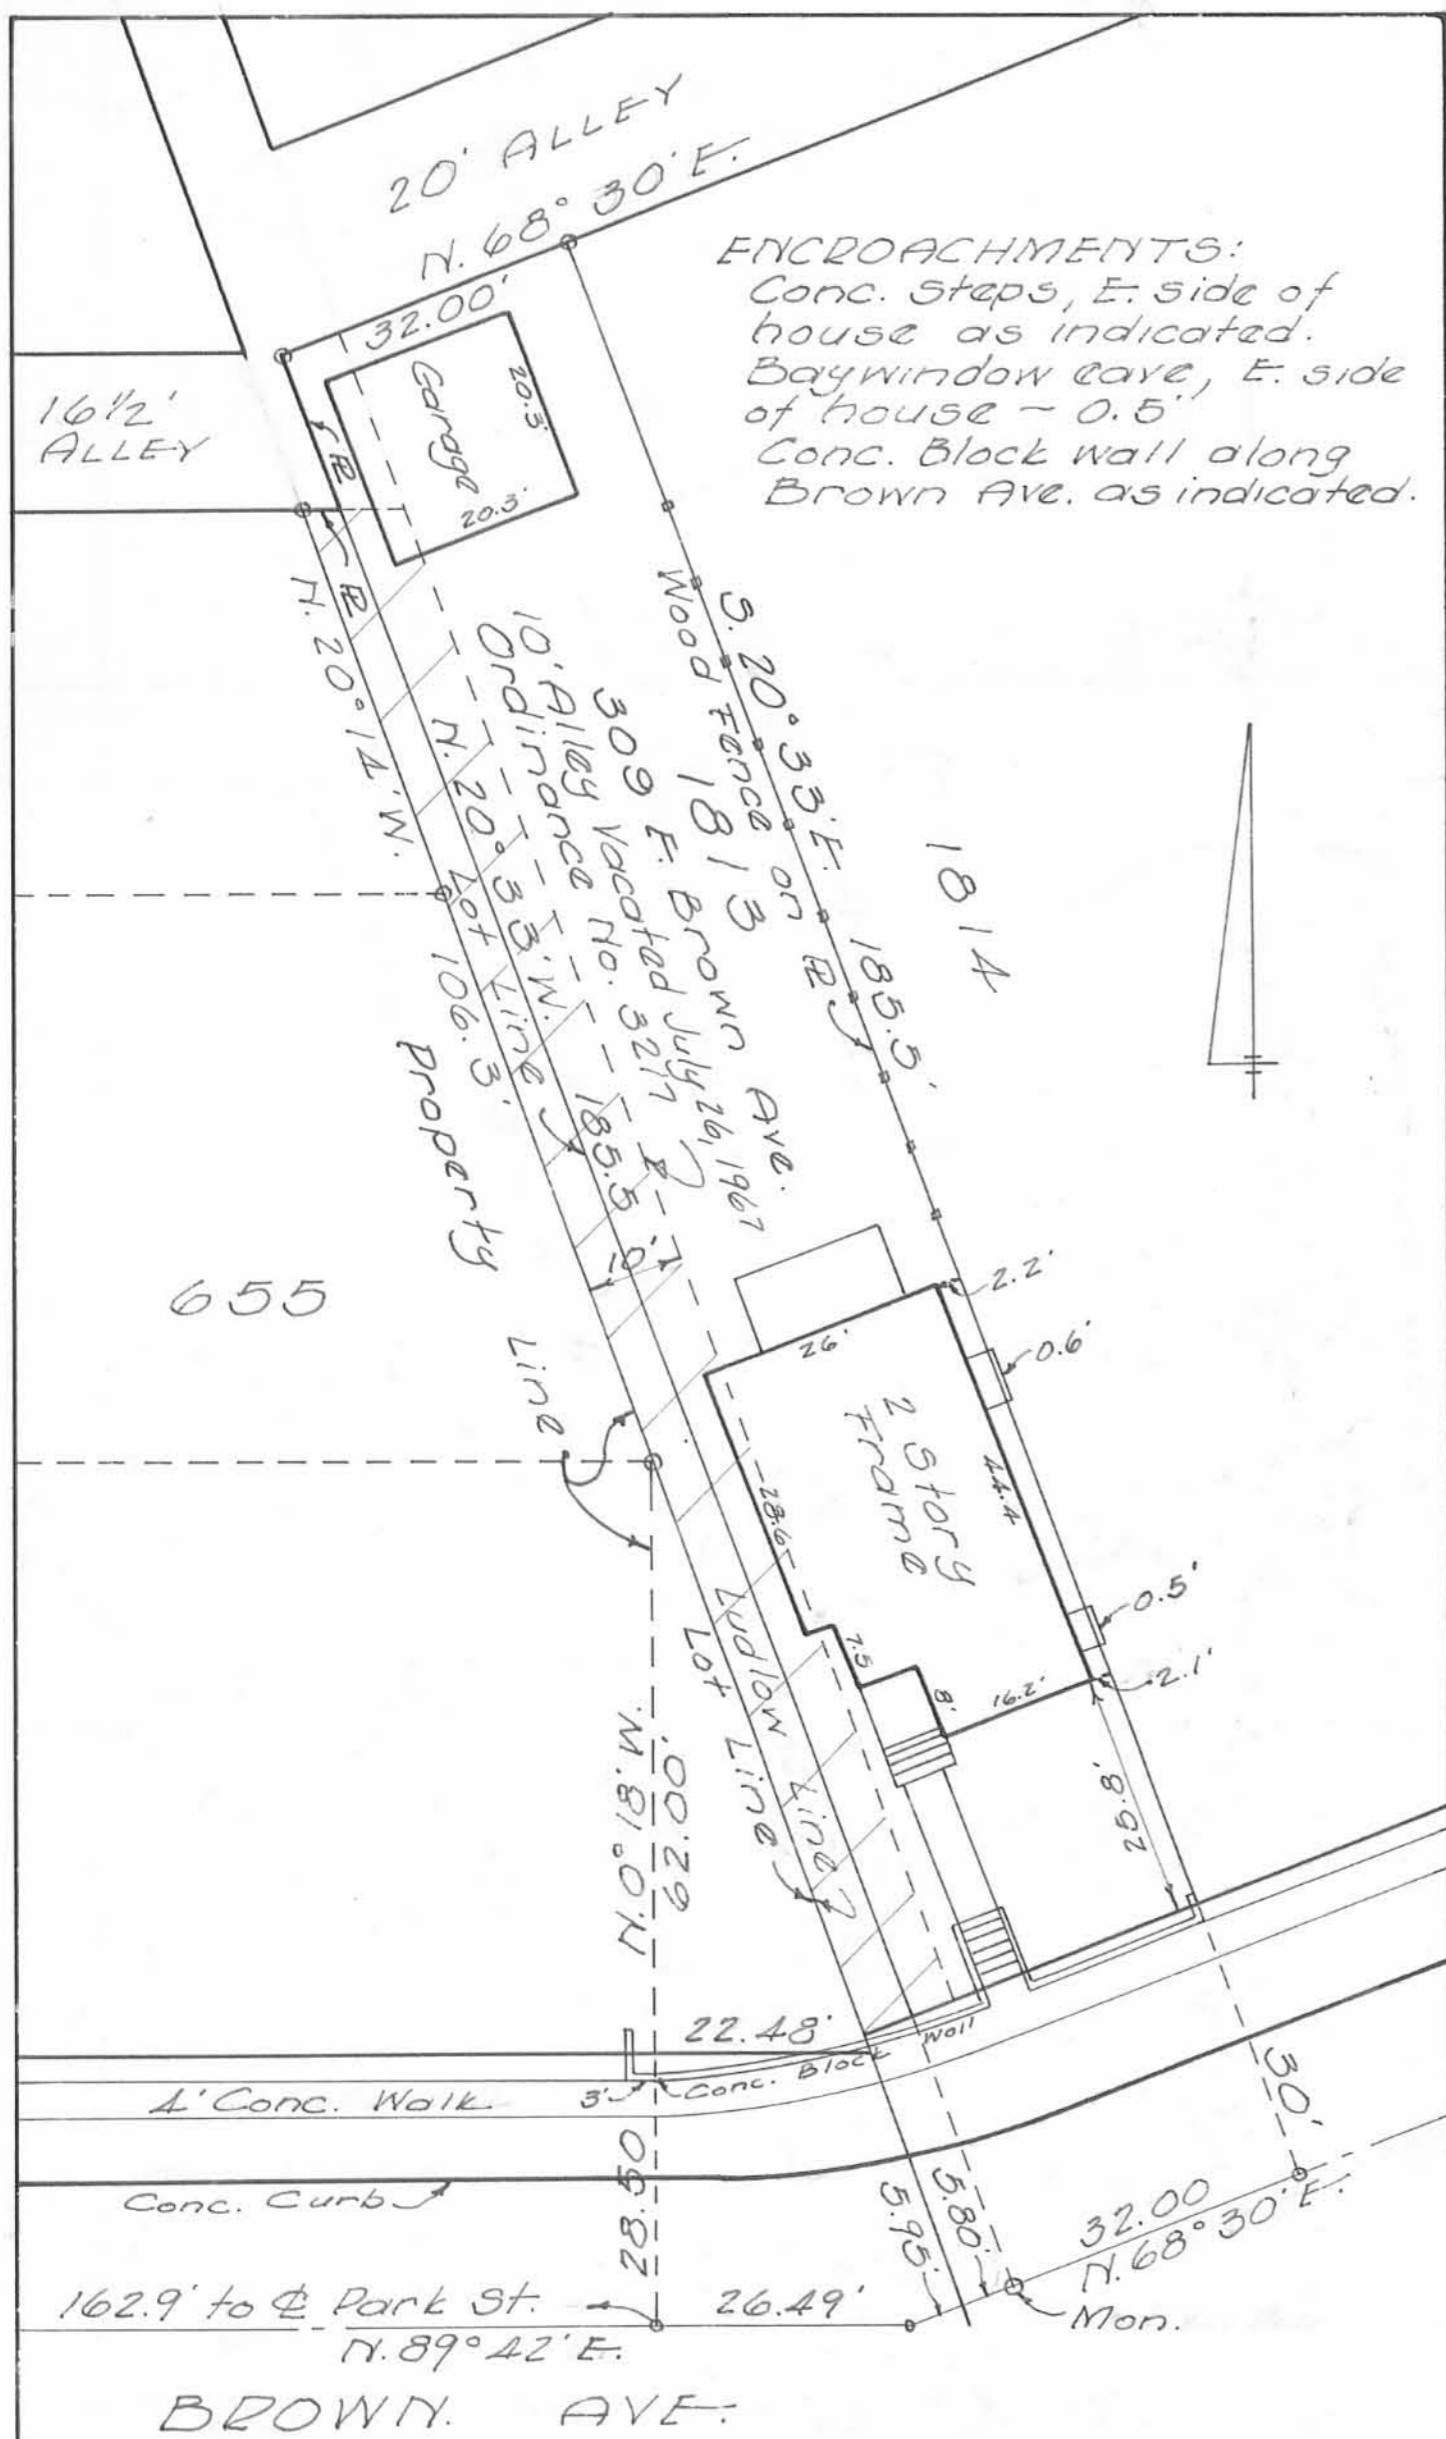 20' ALLEY
N. 68° 30' E.
32.00'
ENCROACHMENTS:
Conc. Steps, E. side of
house as indicated.
Baywindow eave, E. side
of house - 0.5'
Conc. Block wall along
Brown Ave. as indicated.
16 1/2'
ALLEY
Garage
20.3'
20.3'
PL
PL
N. 20° 14' W.
106.3'
N. 20° 33' W.
185.5
Lot Line
10' Alley Vacated July 26, 1967
Ordinance No. 3217
309 E. Brown Ave.
1813
Wood Fence on PL
S. 20° 33' E.
185.5'
1814
Property
Line
655
10'
2.2'
0.6'
26'
2 Story
Frame
44.4
28.6
7.5
8'
16.2'
0.5'
2.1'
25.8'
Ludlow Line
Lot Line
N. 0° 18' W.
62.00'
22.48'
Conc. Block Wall
4' Conc. Walk
3'
Conc. Curb
28.50
5.95'
5.80'
30'
32.00
N. 68° 30' E.
Mon.
162.9' to ℄ Park St.
26.49'
N. 89° 42' E.
BROWN. AVE.